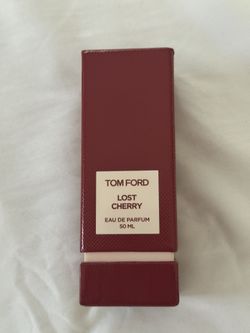 TOM FORD
LOST
CHERRY
EAU DE PARFUM
50 ML